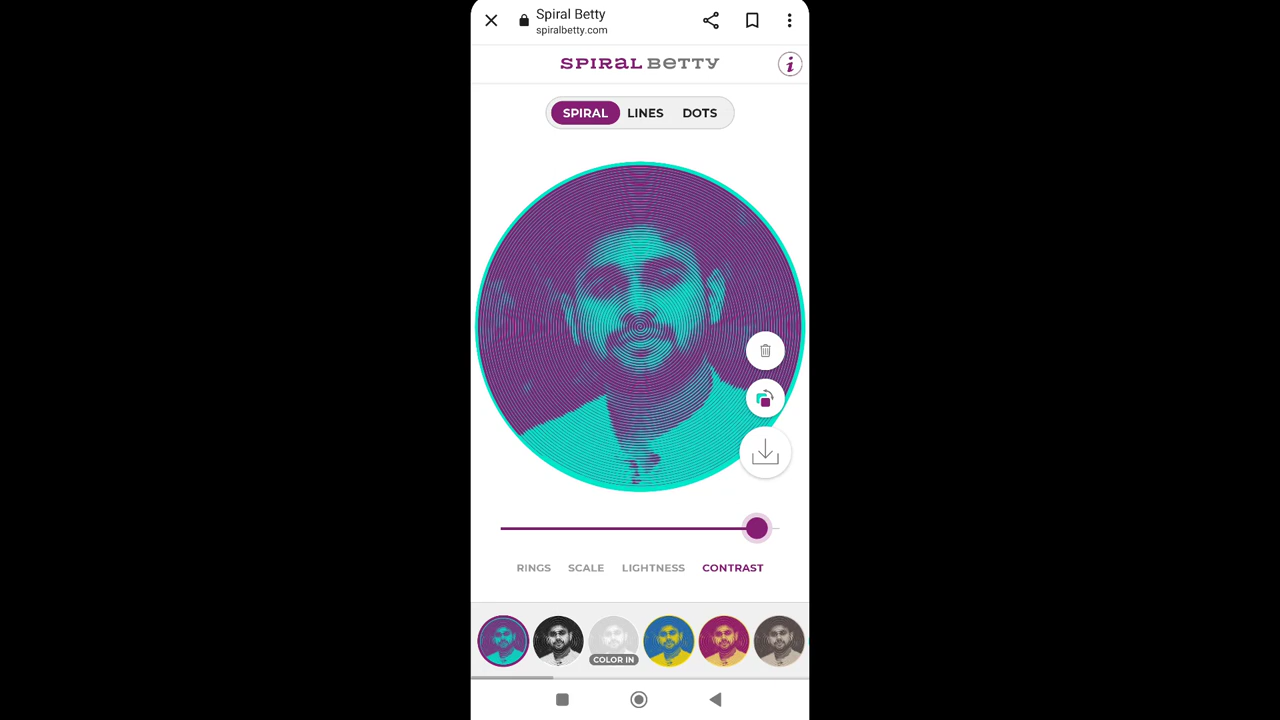 Spiral Betty
spiralbetty.com
SPIRAL BETTY
i
SPIRAL LINES DOTS
RINGS SCALE LIGHTNESS CONTRAST
COLOR IN